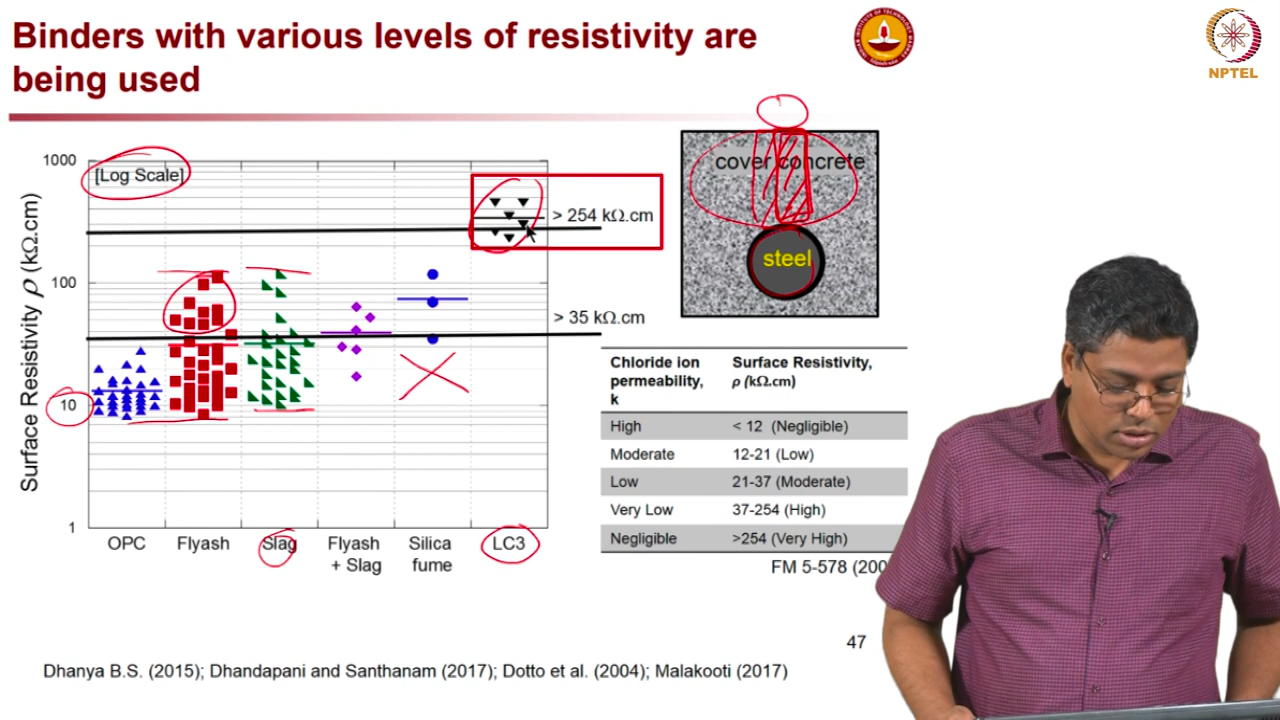 Binders with various levels of resistivity are
being used
NPTEL
1000
[Log Scale]
100
10
1
Surface Resistivity ρ (kΩ.cm)
> 254 kΩ.cm
> 35 kΩ.cm
OPC
Flyash
Slag
Flyash
+ Slag
Silica
fume
LC3
cover concrete
steel
Chloride ion
permeability,
k
Surface Resistivity,
ρ (kΩ.cm)
High < 12 (Negligible)
Moderate 12-21 (Low)
Low 21-37 (Moderate)
Very Low 37-254 (High)
Negligible >254 (Very High)
FM 5-578 (200
47
Dhanya B.S. (2015); Dhandapani and Santhanam (2017); Dotto et al. (2004); Malakooti (2017)